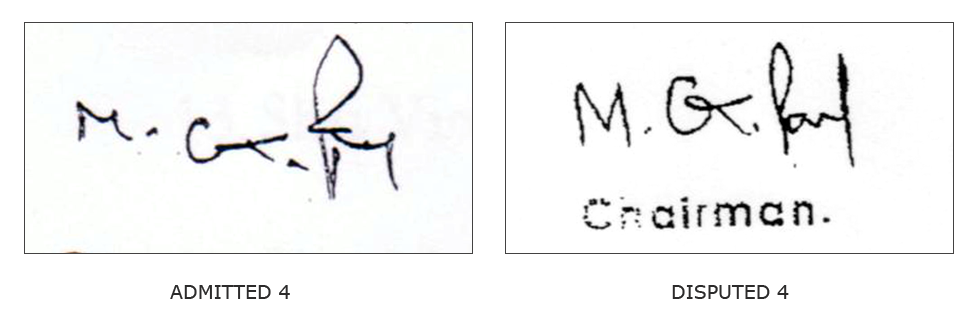 M. G.
M. G.
Chairman.
ADMITTED 4
DISPUTED 4